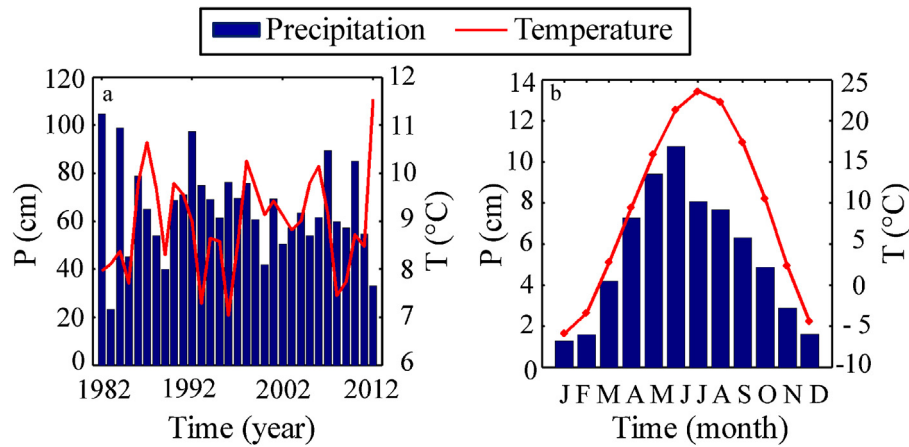 Precipitation Temperature
a
120
100
80
60
40
20
0
P (cm)
12
11
10
9
8
7
6
T (°C)
1982 1992 2002 2012
Time (year)
b
14
12
10
8
6
4
2
0
P (cm)
25
20
15
10
5
0
-5
-10
T (°C)
J F M A M J J A S O N D
Time (month)